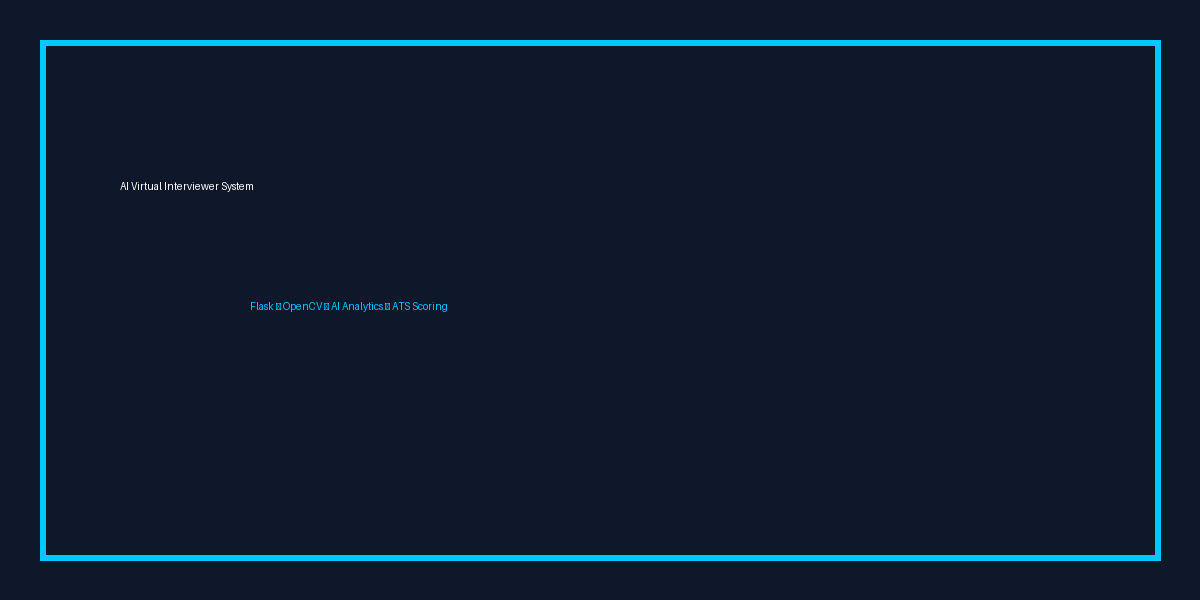 AI Virtual Interviewer System
Flask ▯ OpenCV ▯ AI Analytics ▯ ATS Scoring